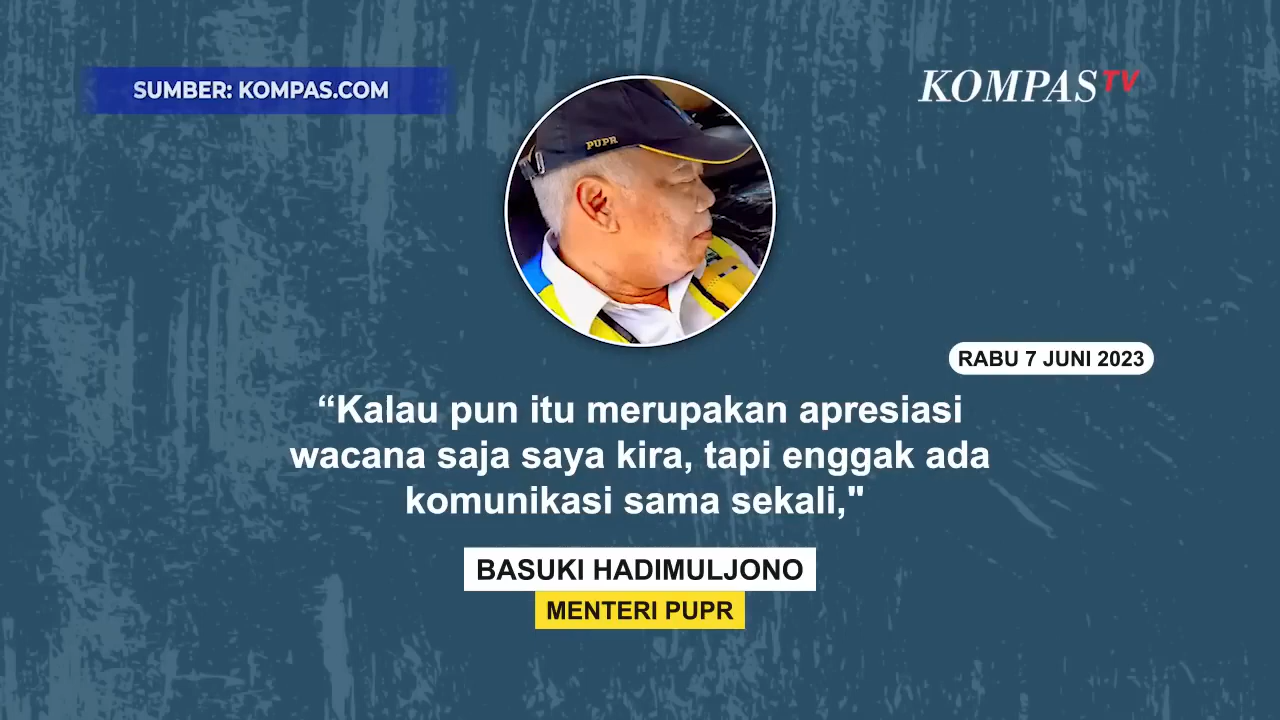 SUMBER: KOMPAS.COM
KOMPASTV
PUPR
RABU 7 JUNI 2023
“Kalau pun itu merupakan apresiasi
wacana saja saya kira, tapi enggak ada
komunikasi sama sekali,"
BASUKI HADIMULJONO
MENTERI PUPR